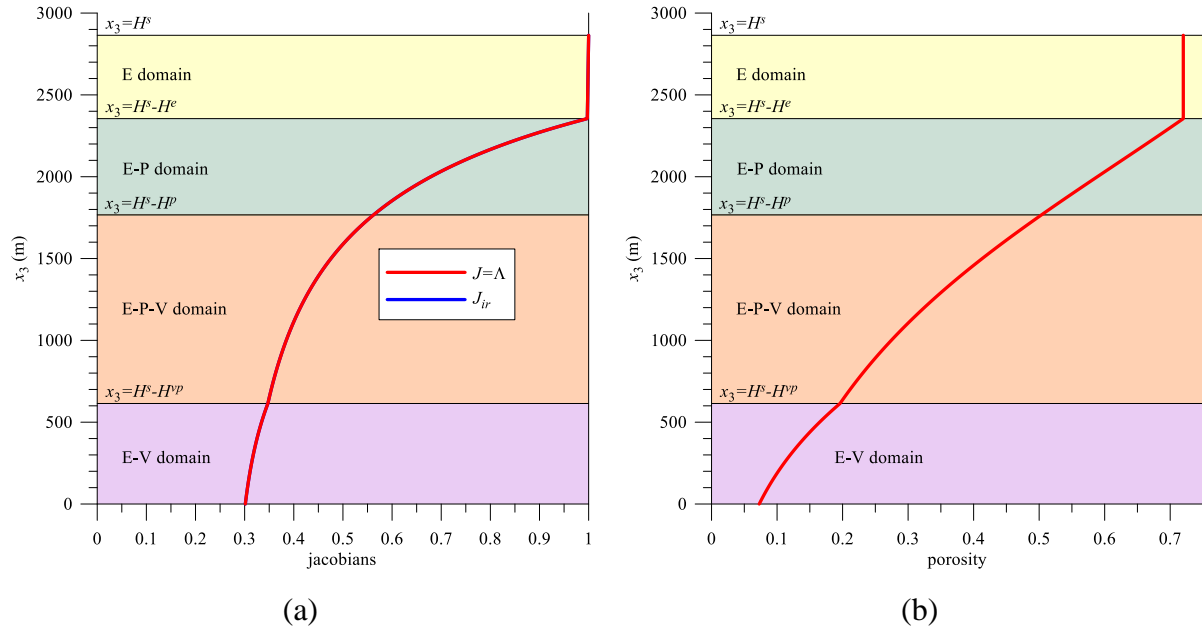 3000
x₃=Hˢ
E domain
2500
x₃=Hˢ-Hᵉ
E-P domain
2000
x₃=Hˢ-Hᵖ
1500
J=Λ
J_ir
E-P-V domain
1000
x₃=Hˢ-Hᵛᵖ
500
E-V domain
0
x₃ (m)
0 0.1 0.2 0.3 0.4 0.5 0.6 0.7 0.8 0.9 1
jacobians
(a)
3000
x₃=Hˢ
E domain
2500
x₃=Hˢ-Hᵉ
E-P domain
2000
x₃=Hˢ-Hᵖ
1500
E-P-V domain
1000
x₃=Hˢ-Hᵛᵖ
500
E-V domain
0
x₃ (m)
0 0.1 0.2 0.3 0.4 0.5 0.6 0.7
porosity
(b)